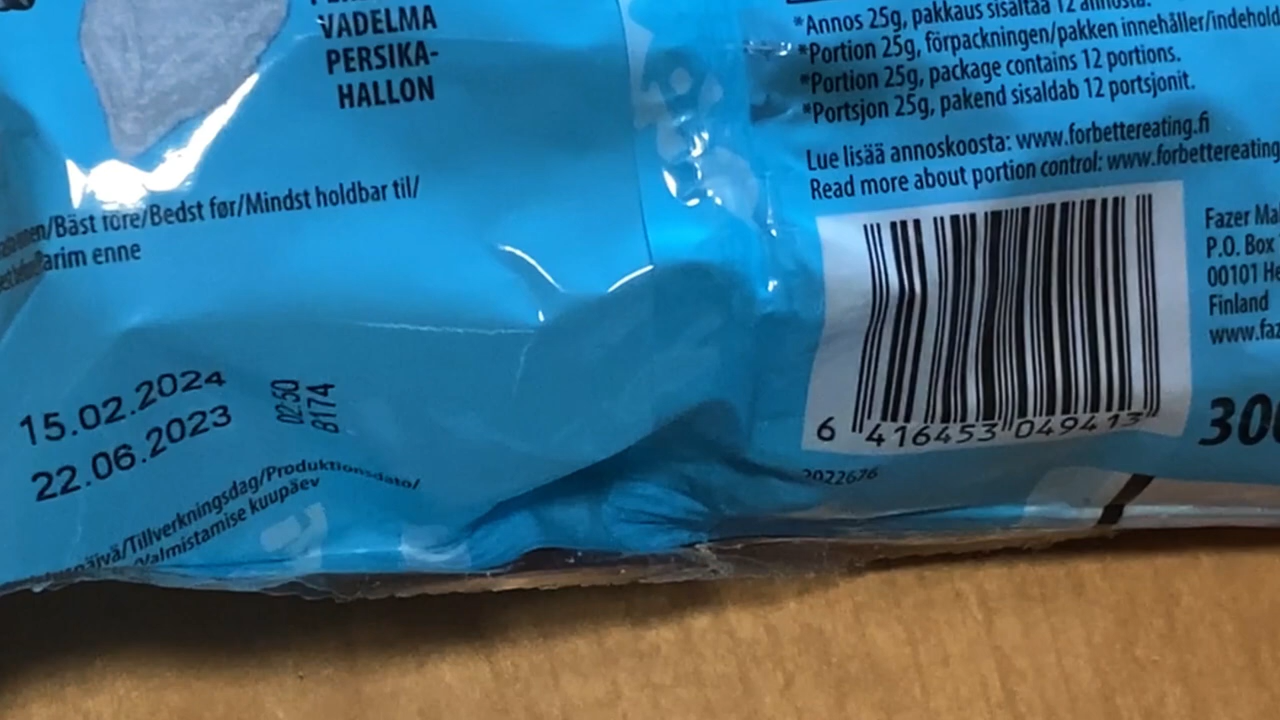 VADELMA
PERSIKA-
HALLON
/Bäst före/Bedst før/Mindst holdbar til/
Parim enne
15.02.2024
22.06.2023
02:50
B174
/Tillverkningsdag/Produktionsdato/
Valmistamise kuupäev
*Annos 25g, pakkaus sisältää 12 annosta.
*Portion 25g, förpackningen/pakken innehåller/indehold
*Portion 25g, package contains 12 portions.
*Portsjon 25g, pakend sisaldab 12 portsjonit.
Lue lisää annoskoosta: www.forbettereating.fi
Read more about portion control: www.forbettereating
6 416453 049413
2022676
Fazer Ma
P.O. Box
00101 He
Finland
www.faz
300